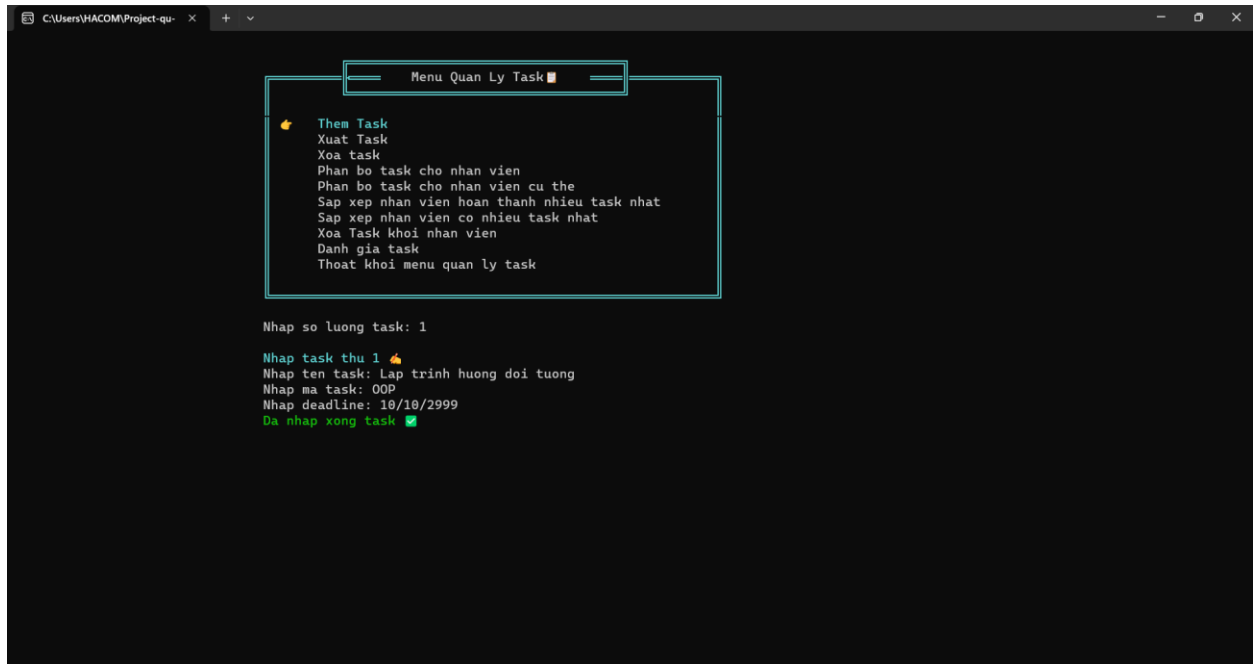 C:\Users\HACOM\Project-qu-
Menu Quan Ly Task
Them Task
Xuat Task
Xoa task
Phan bo task cho nhan vien
Phan bo task cho nhan vien cu the
Sap xep nhan vien hoan thanh nhieu task nhat
Sap xep nhan vien co nhieu task nhat
Xoa Task khoi nhan vien
Danh gia task
Thoat khoi menu quan ly task
Nhap so luong task: 1
Nhap task thu 1
Nhap ten task: Lap trinh huong doi tuong
Nhap ma task: OOP
Nhap deadline: 10/10/2999
Da nhap xong task